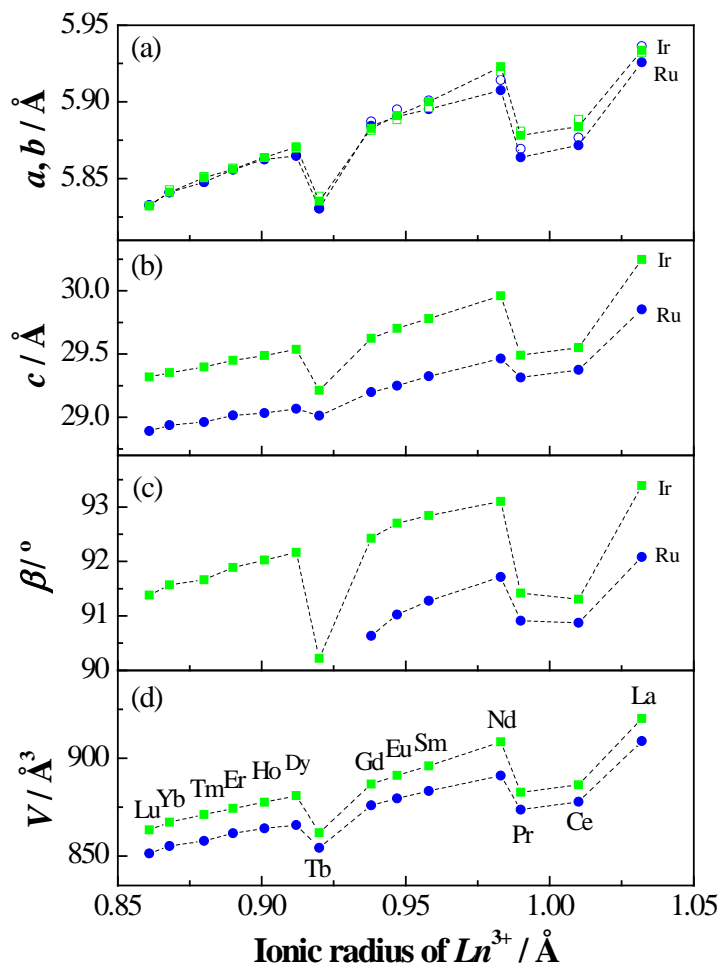 5.95
(a)
Ir
Ru
5.90
a, b / Å
5.85
(b)
Ir
30.0
Ru
c / Å
29.5
29.0
(c)
Ir
93
92
Ru
β/ °
91
90
(d)
La
Nd
900
Gd Eu Sm
V / Å³
Lu Yb Tm Er Ho Dy
Pr Ce
850
Tb
0.85 0.90 0.95 1.00 1.05
Ionic radius of Ln³⁺ / Å